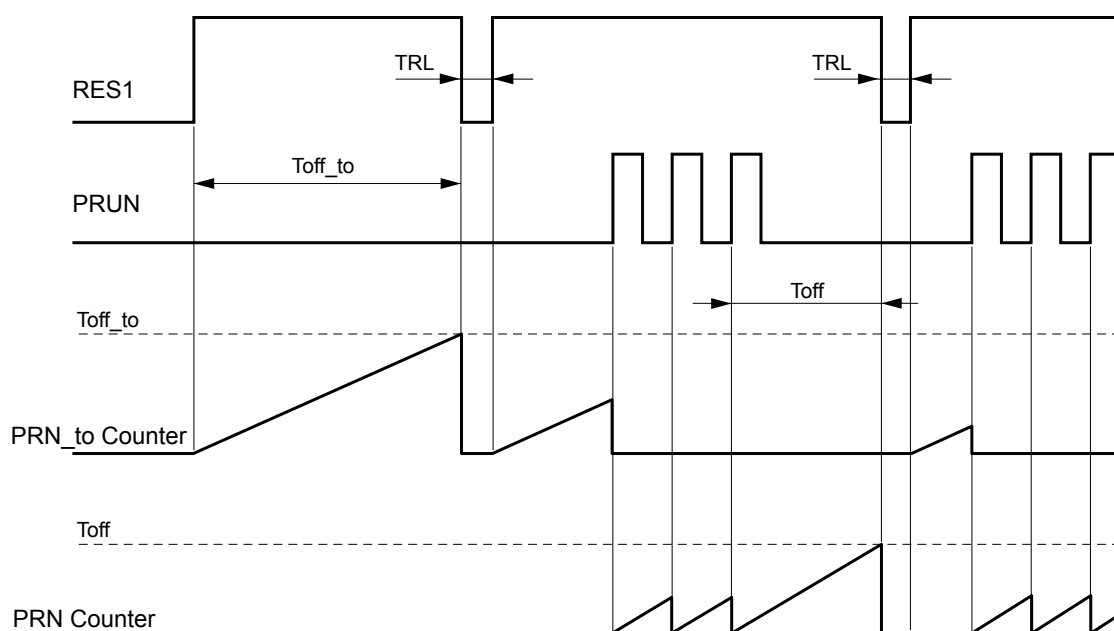 TRL
TRL
RES1
Toff_to
PRUN
Toff
Toff_to
PRN_to Counter
Toff
PRN Counter